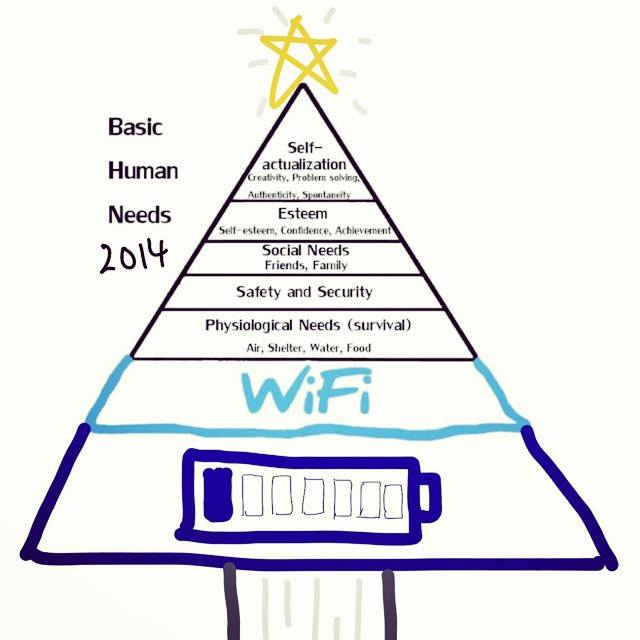 Basic
Human
Needs
2014
Self-
actualization
Creativity, Problem solving,
Authenticity, Spontaneity
Esteem
Self-esteem, Confidence, Achievement
Social Needs
Friends, Family
Safety and Security
Physiological Needs (survival)
Air, Shelter, Water, Food
WiFi